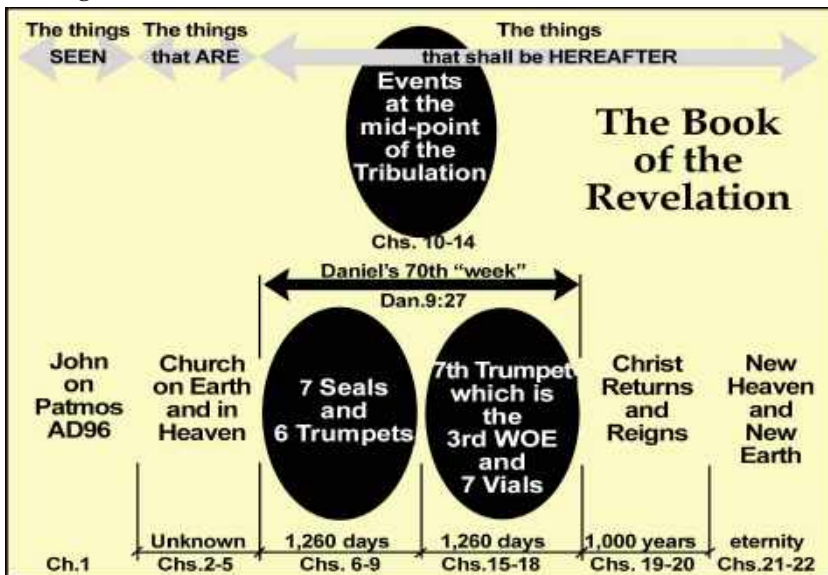 The things
SEEN
The things
that ARE
The things
that shall be HEREAFTER
Events
at the
mid-point
of the
Tribulation
Chs. 10-14
The Book
of the
Revelation
Daniel's 70th “week”
Dan.9:27
John
on
Patmos
AD96
Church
on Earth
and in
Heaven
7 Seals
and
6 Trumpets
7th Trumpet
which is
the
3rd WOE
and
7 Vials
Christ
Returns
and
Reigns
New
Heaven
and
New
Earth
Unknown
1,260 days
1,260 days
1,000 years
eternity
Ch.1
Chs.2-5
Chs. 6-9
Chs.15-18
Chs. 19-20
Chs.21-22